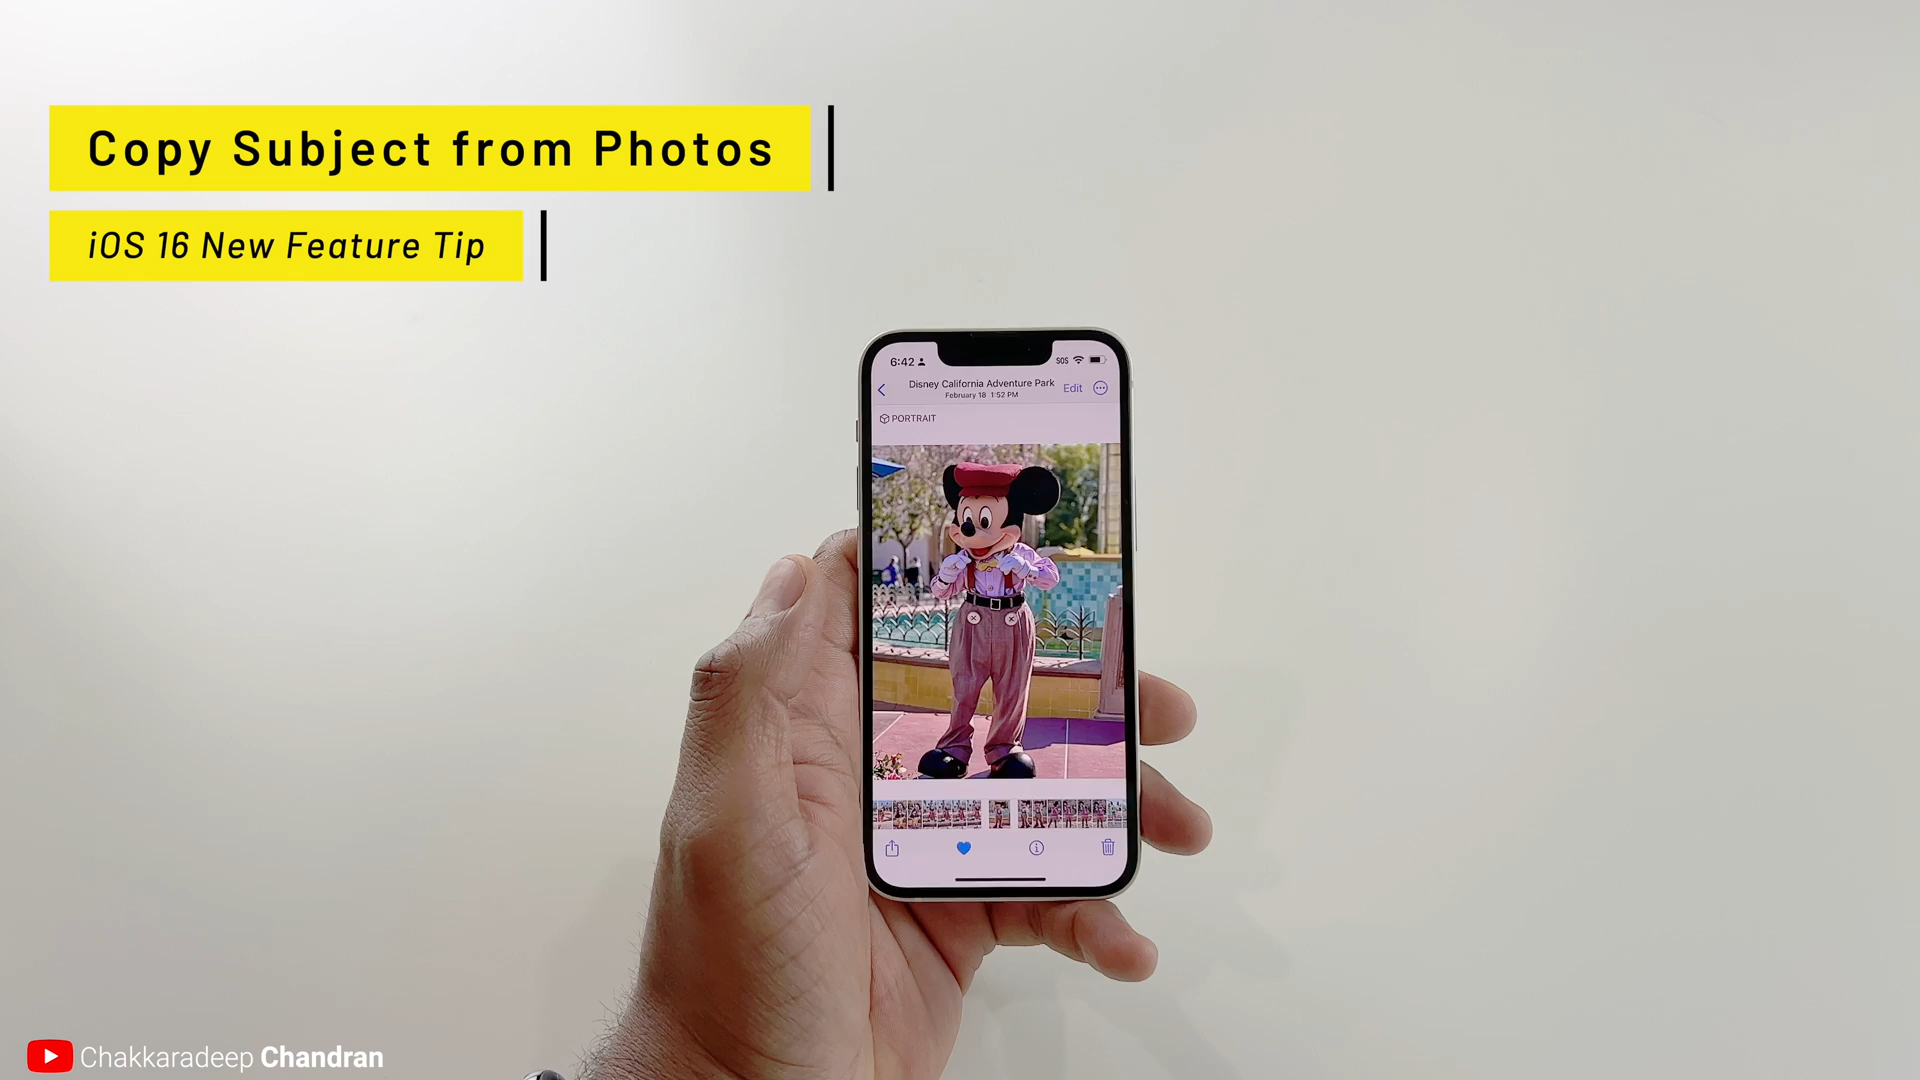 Copy Subject from Photos
iOS 16 New Feature Tip
6:42
SOS
Disney California Adventure Park
Edit
February 18 1:52 PM
PORTRAIT
Chakkaradeep Chandran